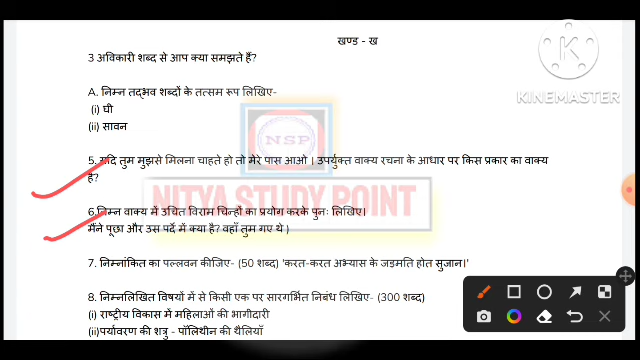 खण्ड - ख
3 अविकारी शब्द से आप क्या समझते हैं?
KINEMASTER
A. निम्न तद्भव शब्दों के तत्सम रूप लिखिए-
(i) घी
(ii) सावन
NSP
5. यदि तुम मुझसे मिलना चाहते हो तो मेरे पास आओ । उपर्युक्त वाक्य रचना के आधार पर किस प्रकार का वाक्य
है?
NITYA STUDY POINT
6.निम्न वाक्य में उचित विराम चिन्हों का प्रयोग करके पुनः लिखिए।
मैंने पूछा और उस पर्दे में क्या है? वहाँ तुम गए थे )
7. निम्नांकित का पल्लवन कीजिए- (50 शब्द) 'करत-करत अभ्यास के जड़मति होत सुजान।'
8. निम्नलिखित विषयों में से किसी एक पर सारगर्भित निबंध लिखिए- (300 शब्द)
(i) राष्ट्रीय विकास में महिलाओं की भागीदारी
(ii)पर्यावरण की शत्रु - पॉलिथीन की थैलियाँ